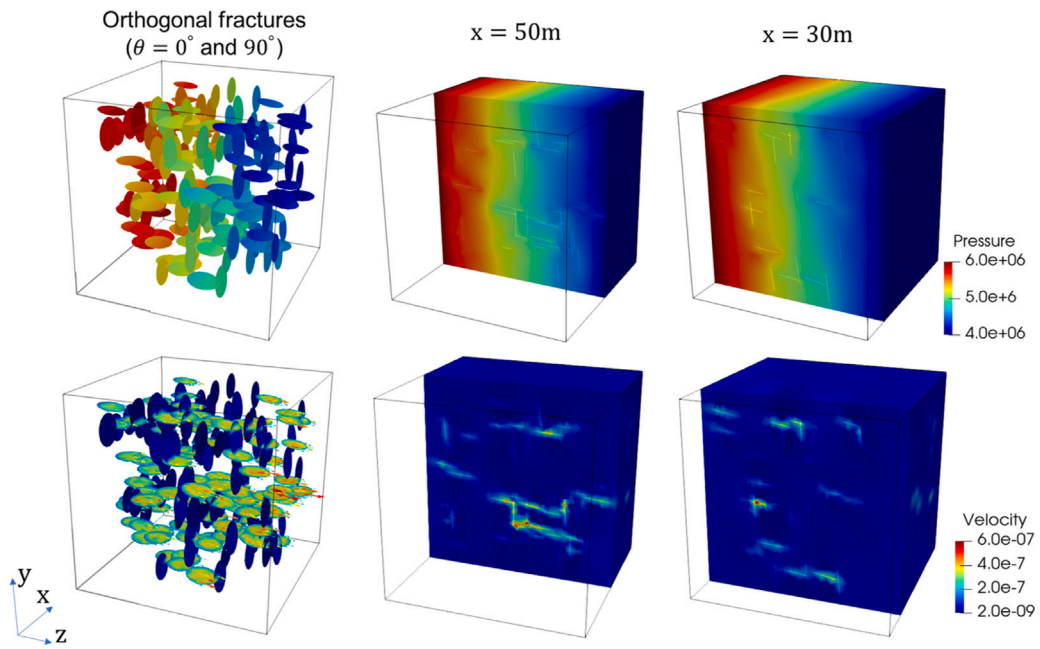 Orthogonal fractures
(θ = 0° and 90°)
x = 50m
x = 30m
Pressure
6.0e+06
5.0e+6
4.0e+06
Velocity
6.0e-07
4.0e-7
2.0e-7
2.0e-09
y
x
z